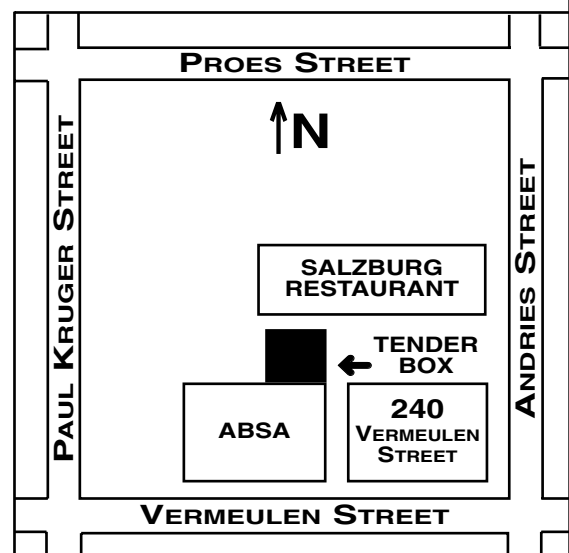 PROES STREET
N
PAUL KRUGER STREET
ANDRIES STREET
SALZBURG
RESTAURANT
TENDER
BOX
ABSA
240
VERMEULEN
STREET
VERMEULEN STREET